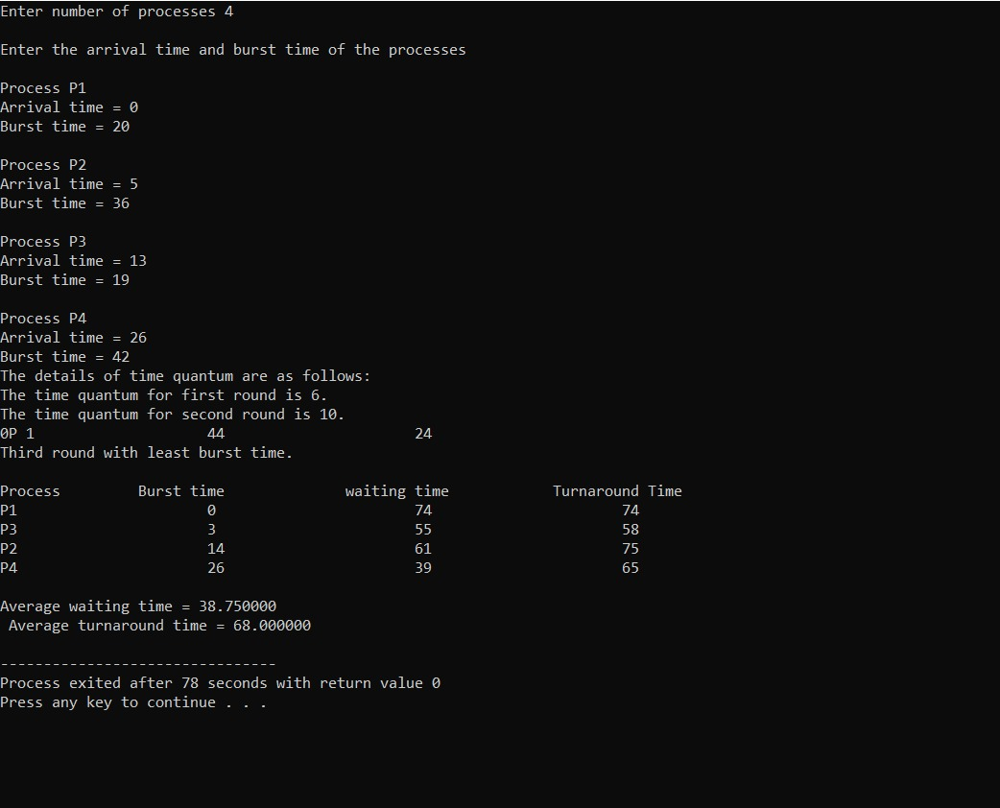 Enter number of processes 4
Enter the arrival time and burst time of the processes
Process P1
Arrival time = 0
Burst time = 20
Process P2
Arrival time = 5
Burst time = 36
Process P3
Arrival time = 13
Burst time = 19
Process P4
Arrival time = 26
Burst time = 42
The details of time quantum are as follows:
The time quantum for first round is 6.
The time quantum for second round is 10.
0P 1 44 24
Third round with least burst time.
Process Burst time waiting time Turnaround Time
P1 0 74 74
P3 3 55 58
P2 14 61 75
P4 26 39 65
Average waiting time = 38.750000
Average turnaround time = 68.000000
--------------------------------
Process exited after 78 seconds with return value 0
Press any key to continue . . .